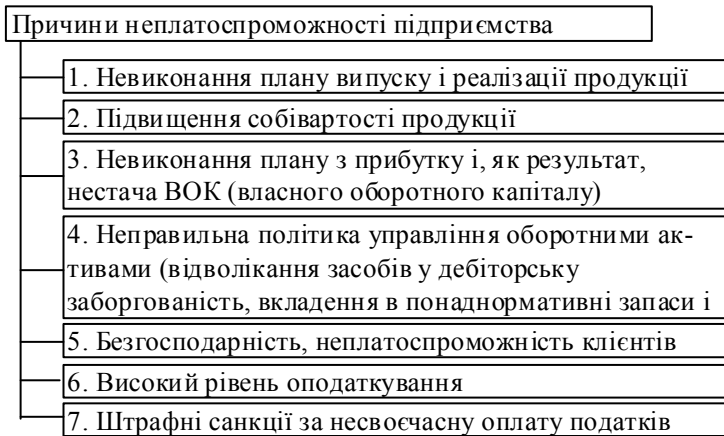 Причини неплатоспроможності підприємства
1. Невиконання плану випуску і реалізації продукції
2. Підвищення собівартості продукції
3. Невиконання плану з прибутку і, як результат,
нестача ВОК (власного оборотного капіталу)
4. Неправильна політика управління оборотними ак-
тивами (відволікання засобів у дебіторську
заборгованість, вкладення в понаднормативні запаси і
5. Безгосподарність, неплатоспроможність клієнтів
6. Високий рівень оподаткування
7. Штрафні санкції за несвоєчасну оплату податків